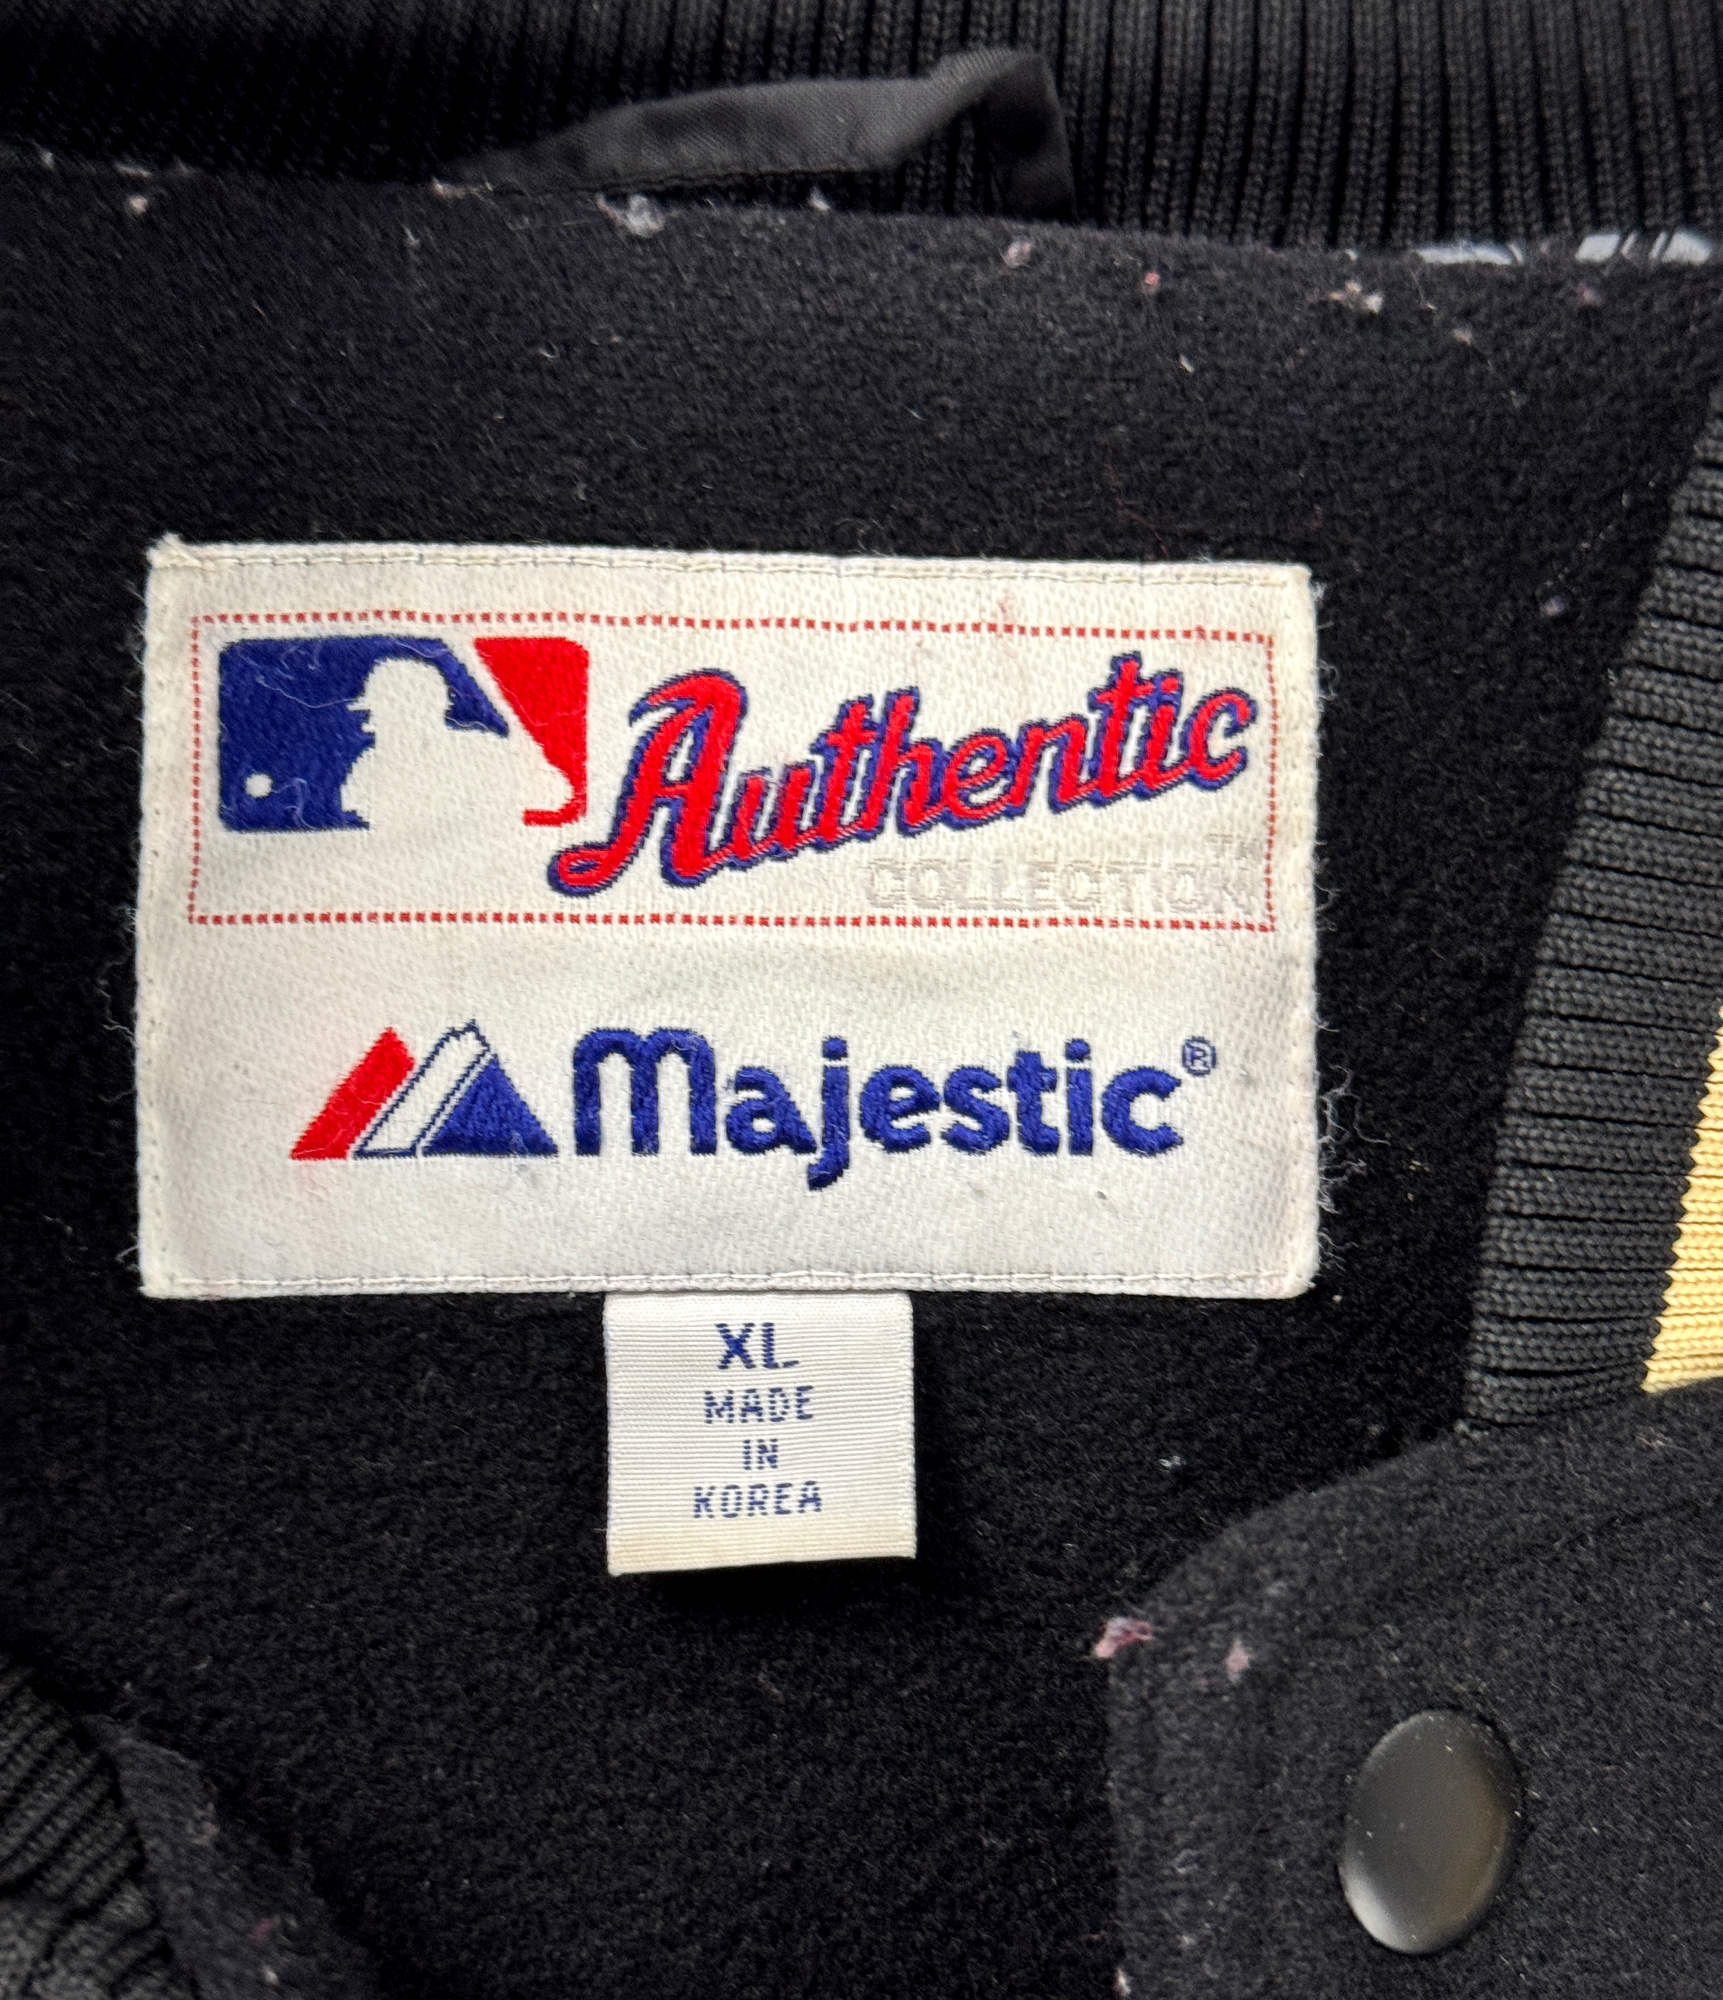 Authentic
COLLECTION™
Majestic®
XL
MADE
IN
KOREA